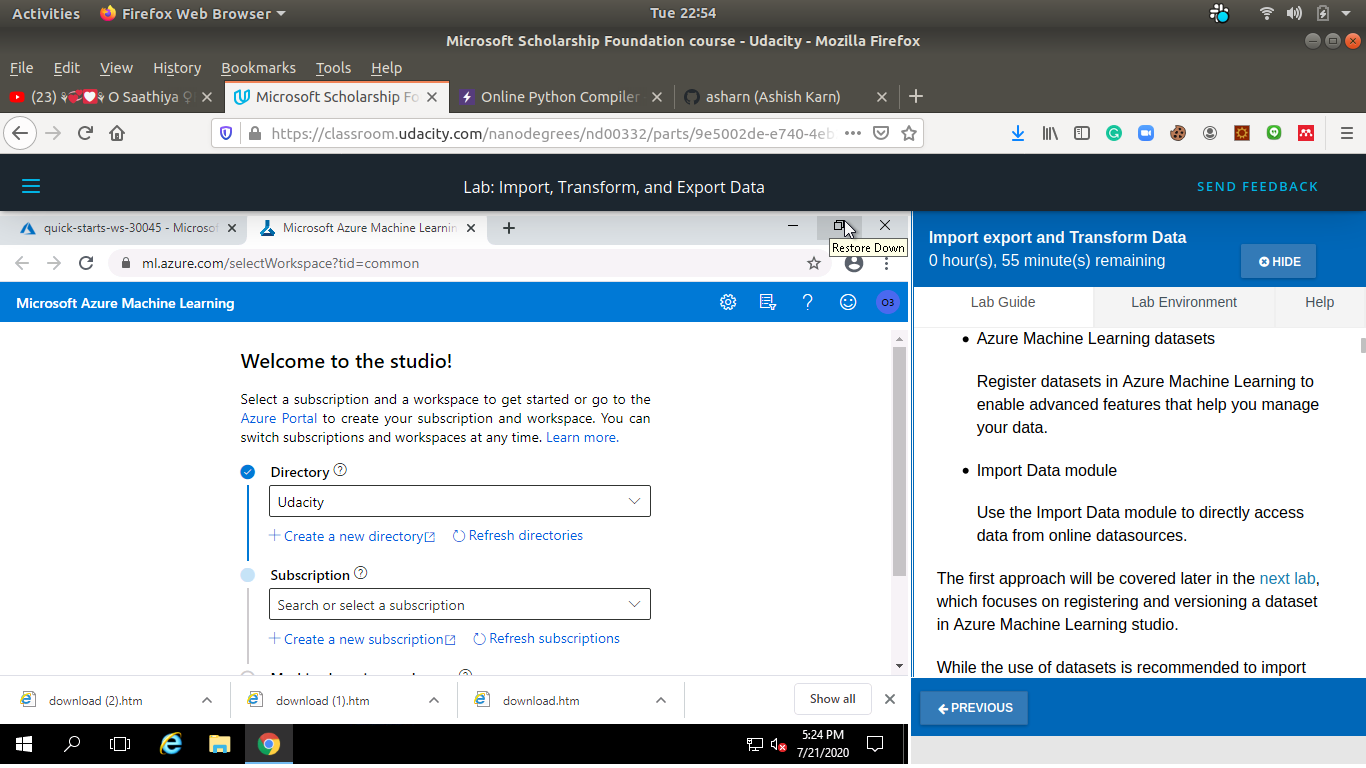 Activities Firefox Web Browser Tue 22:54
Microsoft Scholarship Foundation course - Udacity - Mozilla Firefox
File Edit View History Bookmarks Tools Help
(23) O Saathiya Microsoft Scholarship Fo Online Python Compiler asharn (Ashish Karn)
https://classroom.udacity.com/nanodegrees/nd00332/parts/9e5002de-e740-4eb
Lab: Import, Transform, and Export Data SEND FEEDBACK
quick-starts-ws-30045 - Microsof Microsoft Azure Machine Learnin
Restore Down
ml.azure.com/selectWorkspace?tid=common
Microsoft Azure Machine Learning O3
Welcome to the studio!
Select a subscription and a workspace to get started or go to the
Azure Portal to create your subscription and workspace. You can
switch subscriptions and workspaces at any time. Learn more.
Directory
Udacity
Create a new directory Refresh directories
Subscription
Search or select a subscription
Create a new subscription Refresh subscriptions
download (2).htm download (1).htm download.htm Show all
5:24 PM
7/21/2020
Import export and Transform Data
0 hour(s), 55 minute(s) remaining
HIDE
Lab Guide Lab Environment Help
• Azure Machine Learning datasets
Register datasets in Azure Machine Learning to
enable advanced features that help you manage
your data.
• Import Data module
Use the Import Data module to directly access
data from online datasources.
The first approach will be covered later in the next lab,
which focuses on registering and versioning a dataset
in Azure Machine Learning studio.
While the use of datasets is recommended to import
PREVIOUS